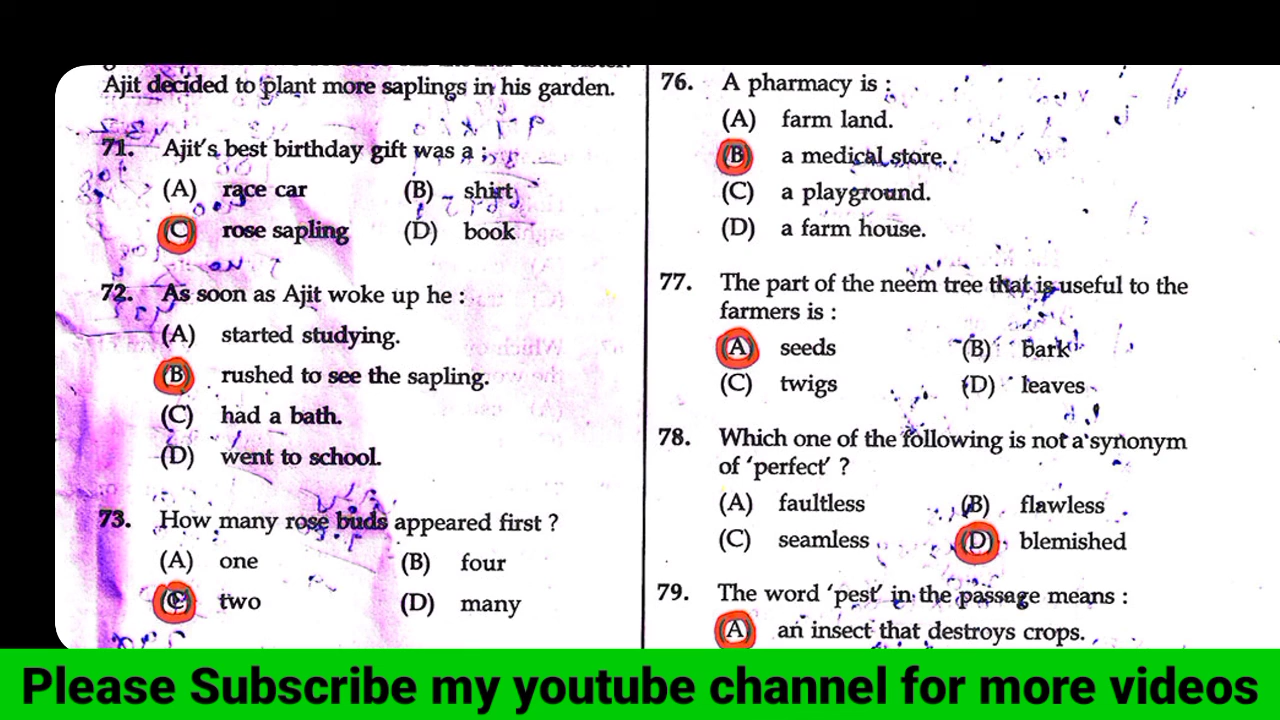 Ajit decided to plant more saplings in his garden.
71. Ajit's best birthday gift was a :
(A) race car (B) shirt
(C) rose sapling (D) book
72. As soon as Ajit woke up he :
(A) started studying.
(B) rushed to see the sapling.
(C) had a bath.
(D) went to school.
73. How many rose buds appeared first ?
(A) one (B) four
(C) two (D) many
76. A pharmacy is :
(A) farm land.
(B) a medical store.
(C) a playground.
(D) a farm house.
77. The part of the neem tree that is useful to the
farmers is :
(A) seeds (B) bark
(C) twigs (D) leaves
78. Which one of the following is not a synonym
of 'perfect' ?
(A) faultless (B) flawless
(C) seamless (D) blemished
79. The word 'pest' in the passage means :
(A) an insect that destroys crops.
Please Subscribe my youtube channel for more videos